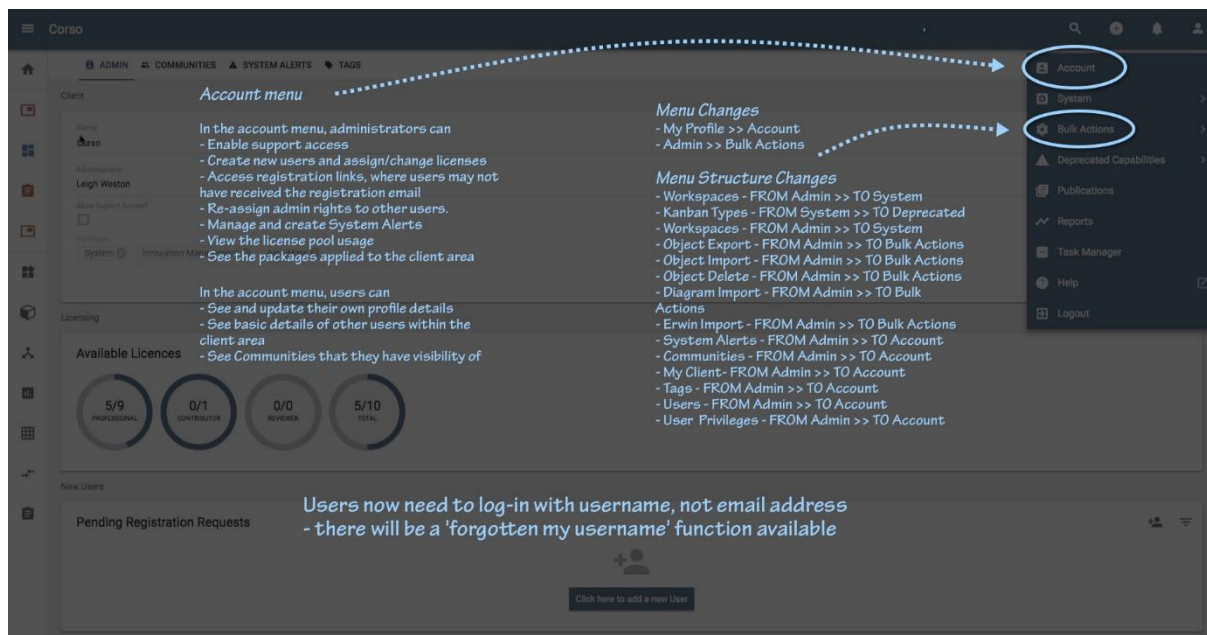 Corso
ADMIN COMMUNITIES SYSTEM ALERTS TAGS
Client
Name
Corso
Administrator
Leigh Weston
Allow Support Access?
Packages
System Innovation
Account menu
In the account menu, administrators can
- Enable support access
- Create new users and assign/change licenses
- Access registration links, where users may not
have received the registration email
- Re-assign admin rights to other users.
- Manage and create System Alerts
- View the license pool usage
- See the packages applied to the client area
In the account menu, users can
- See and update their own profile details
- See basic details of other users within the
client area
- See Communities that they have visibility of
Menu Changes
- My Profile >> Account
- Admin >> Bulk Actions
Menu Structure Changes
- Workspaces - FROM Admin >> TO System
- Kanban Types - FROM System >> TO Deprecated
- Workspaces - FROM Admin >> TO System
- Object Export - FROM Admin >> TO Bulk Actions
- Object Import - FROM Admin >> TO Bulk Actions
- Object Delete - FROM Admin >> TO Bulk Actions
- Diagram Import - FROM Admin >> TO Bulk
Actions
- Erwin Import - FROM Admin >> TO Bulk Actions
- System Alerts - FROM Admin >> TO Account
- Communities - FROM Admin >> TO Account
- My Client- FROM Admin >> TO Account
- Tags - FROM Admin >> TO Account
- Users - FROM Admin >> TO Account
- User Privileges - FROM Admin >> TO Account
Account
System
Bulk Actions
Deprecated Capabilities
Publications
Reports
Task Manager
Help
Logout
Licensing
Available Licences
5/9
PROFESSIONAL
0/1
CONTRIBUTOR
0/0
REVIEWER
5/10
TOTAL
New Users
Users now need to log-in with username, not email address
- there will be a 'forgotten my username' function available
Pending Registration Requests
Click here to add a new User